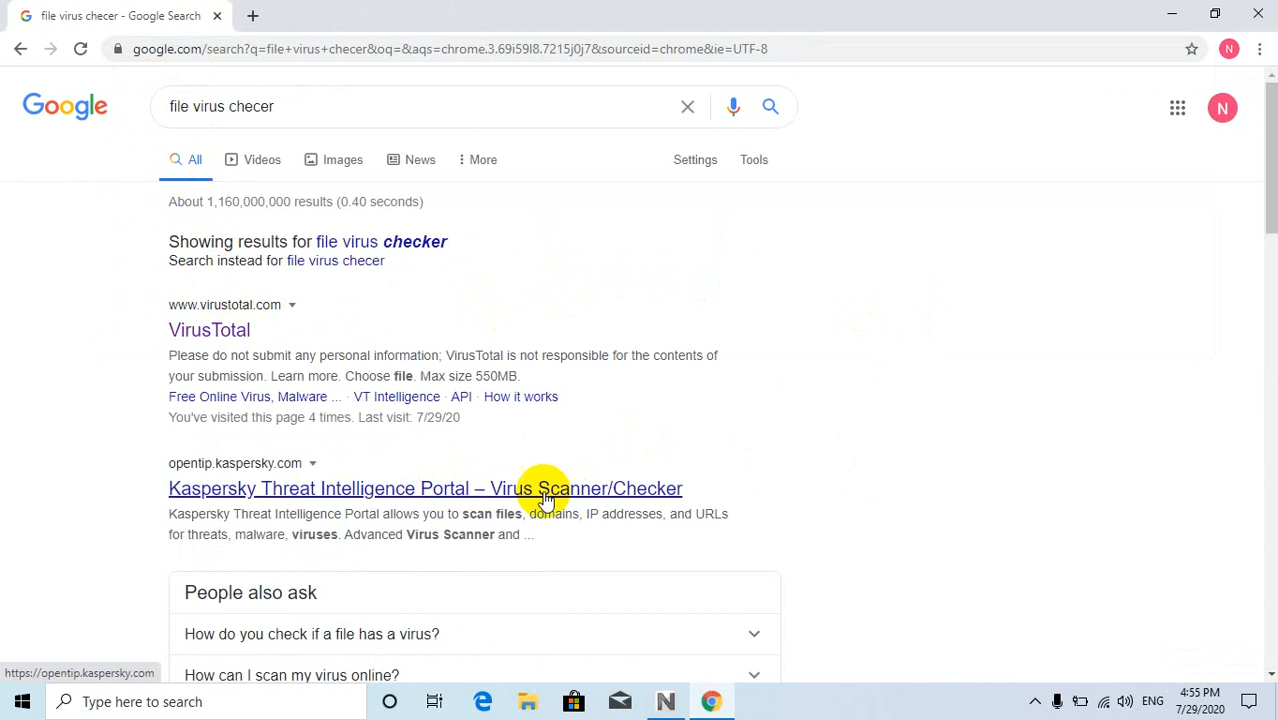 file virus checer - Google Search
google.com/search?q=file+virus+checer&oq=&aqs=chrome.3.69i59l8.7215j0j7&sourceid=chrome&ie=UTF-8
N
Google
file virus checer
N
All
Videos
Images
News
More
Settings
Tools
About 1,160,000,000 results (0.40 seconds)
Showing results for file virus checker
Search instead for file virus checer
www.virustotal.com
VirusTotal
Please do not submit any personal information; VirusTotal is not responsible for the contents of
your submission. Learn more. Choose file. Max size 550MB.
Free Online Virus, Malware ... · VT Intelligence · API · How it works
You've visited this page 4 times. Last visit: 7/29/20
opentip.kaspersky.com
Kaspersky Threat Intelligence Portal – Virus Scanner/Checker
Kaspersky Threat Intelligence Portal allows you to scan files, domains, IP addresses, and URLs
for threats, malware, viruses. Advanced Virus Scanner and ...
People also ask
How do you check if a file has a virus?
How can I scan my virus online?
https://opentip.kaspersky.com
Type here to search
N
ENG
4:55 PM
7/29/2020